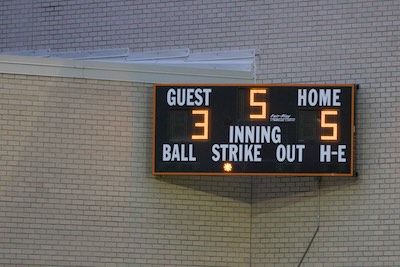 GUEST 5 HOME
3 5
INNING
BALL STRIKE OUT H-E